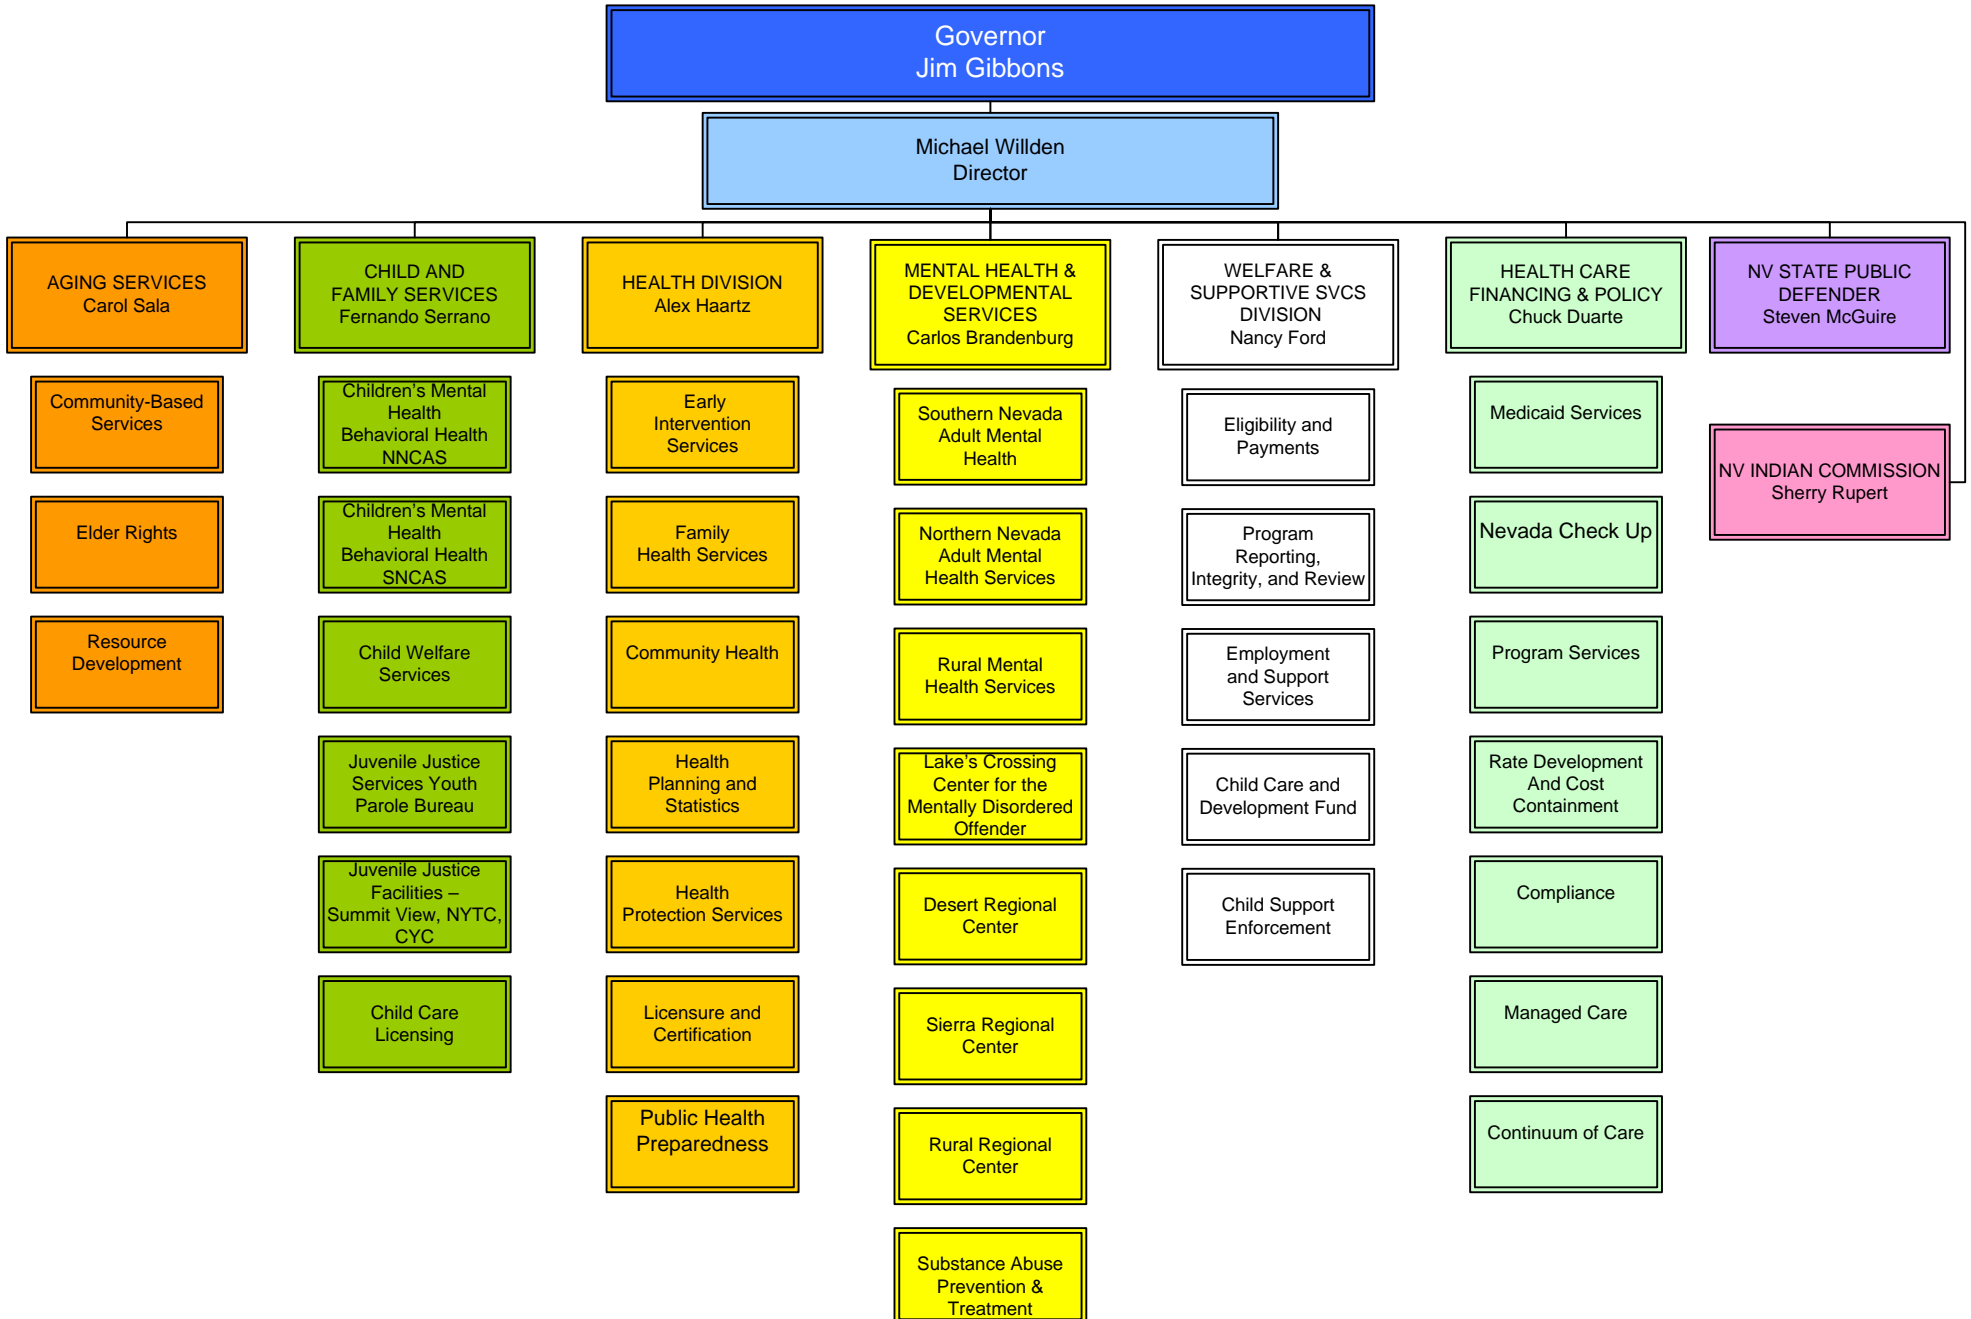 Governor
Jim Gibbons
Michael Willden
Director
AGING SERVICES
Carol Sala
Community-Based
Services
Elder Rights
Resource
Development
CHILD AND
FAMILY SERVICES
Fernando Serrano
Children’s Mental
Health
Behavioral Health
NNCAS
Children’s Mental
Health
Behavioral Health
SNCAS
Child Welfare
Services
Juvenile Justice
Services Youth
Parole Bureau
Juvenile Justice
Facilities –
Summit View, NYTC,
CYC
Child Care
Licensing
HEALTH DIVISION
Alex Haartz
Early
Intervention
Services
Family
Health Services
Community Health
Health
Planning and
Statistics
Health
Protection Services
Licensure and
Certification
Public Health
Preparedness
MENTAL HEALTH &
DEVELOPMENTAL
SERVICES
Carlos Brandenburg
Southern Nevada
Adult Mental
Health
Northern Nevada
Adult Mental
Health Services
Rural Mental
Health Services
Lake’s Crossing
Center for the
Mentally Disordered
Offender
Desert Regional
Center
Sierra Regional
Center
Rural Regional
Center
Substance Abuse
Prevention &
Treatment
WELFARE &
SUPPORTIVE SVCS
DIVISION
Nancy Ford
Eligibility and
Payments
Program
Reporting,
Integrity, and Review
Employment
and Support
Services
Child Care and
Development Fund
Child Support
Enforcement
HEALTH CARE
FINANCING & POLICY
Chuck Duarte
Medicaid Services
Nevada Check Up
Program Services
Rate Development
And Cost
Containment
Compliance
Managed Care
Continuum of Care
NV STATE PUBLIC
DEFENDER
Steven McGuire
NV INDIAN COMMISSION
Sherry Rupert